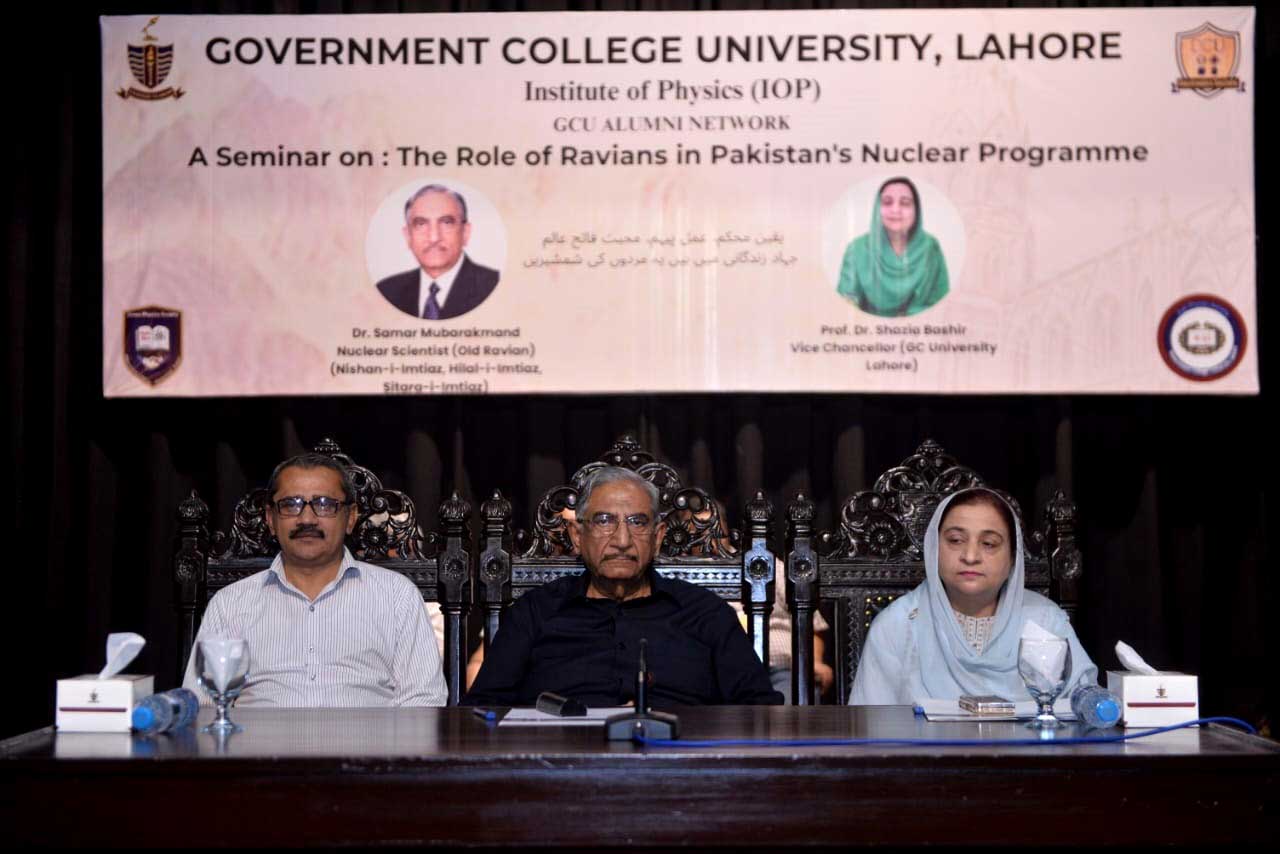 GOVERNMENT COLLEGE UNIVERSITY, LAHORE
Institute of Physics (IOP)
GCU ALUMNI NETWORK
A Seminar on : The Role of Ravians in Pakistan's Nuclear Programme
یقین محکم، عمل پیہم، محبت فاتح عالم
جہاد زندگانی میں ہیں یہ مردوں کی شمشیریں
Dr. Samar Mubarakmand
Nuclear Scientist (Old Ravian)
(Nishan-i-Imtiaz, Hilal-i-Imtiaz,
Sitara-i-Imtiaz)
Prof. Dr. Shazia Bashir
Vice Chancellor (GC University
Lahore)